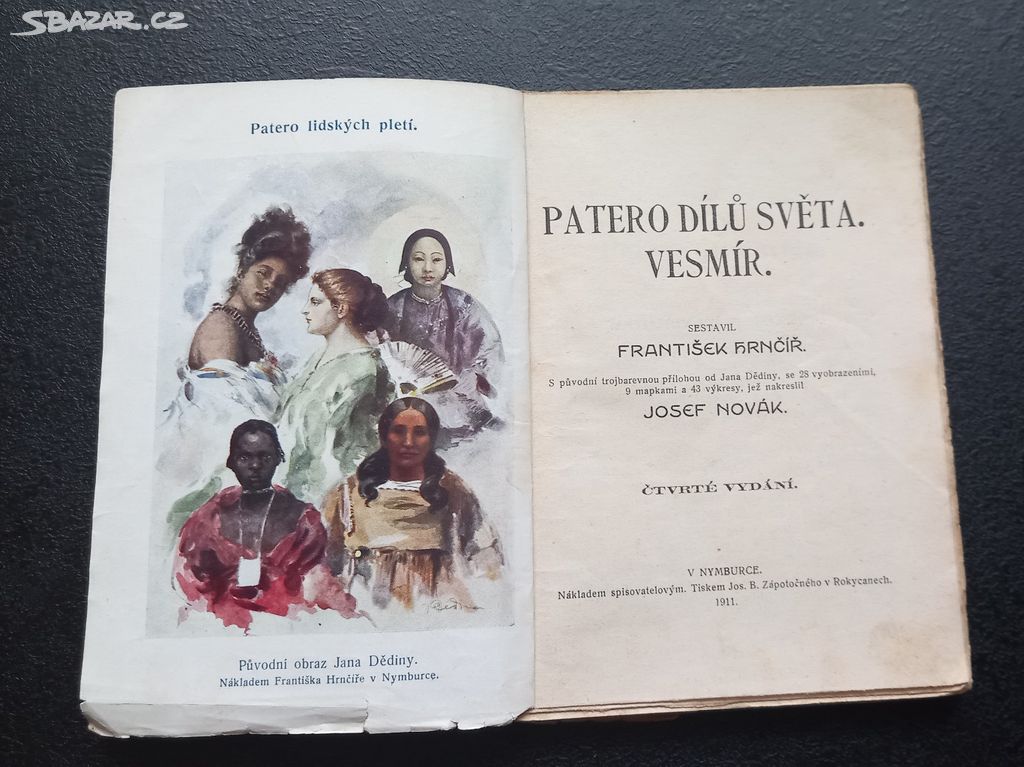 SBAZAR.CZ
Patero lidských pletí.
Původní obraz Jana Dědiny.
Nákladem Františka Hrnčíře v Nymburce.
PATERO DÍLŮ SVĚTA.
VESMÍR.
SESTAVIL
FRANTIŠEK HRNČÍŘ.
S původní trojbarevnou přílohou od Jana Dědiny, se 28 vyobrazeními,
9 mapkami a 43 výkresy, jež nakreslil
JOSEF NOVÁK.
ČTVRTÉ VYDÁNÍ.
V NYMBURCE.
Nákladem spisovatelovým. Tiskem Jos. B. Zápotočného v Rokycanech.
1911.